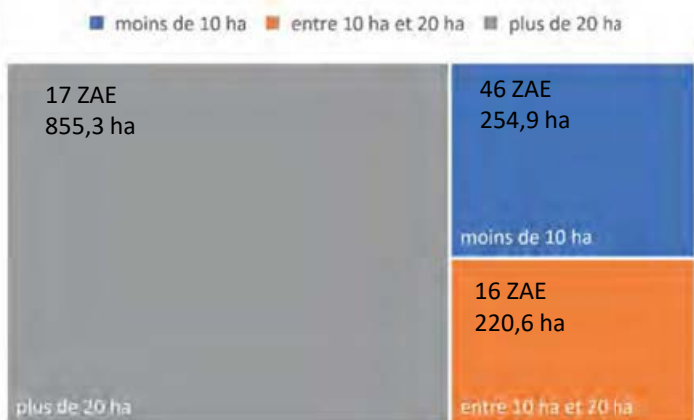 moins de 10 ha entre 10 ha et 20 ha plus de 20 ha
17 ZAE
855,3 ha
plus de 20 ha
46 ZAE
254,9 ha
moins de 10 ha
16 ZAE
220,6 ha
entre 10 ha et 20 ha